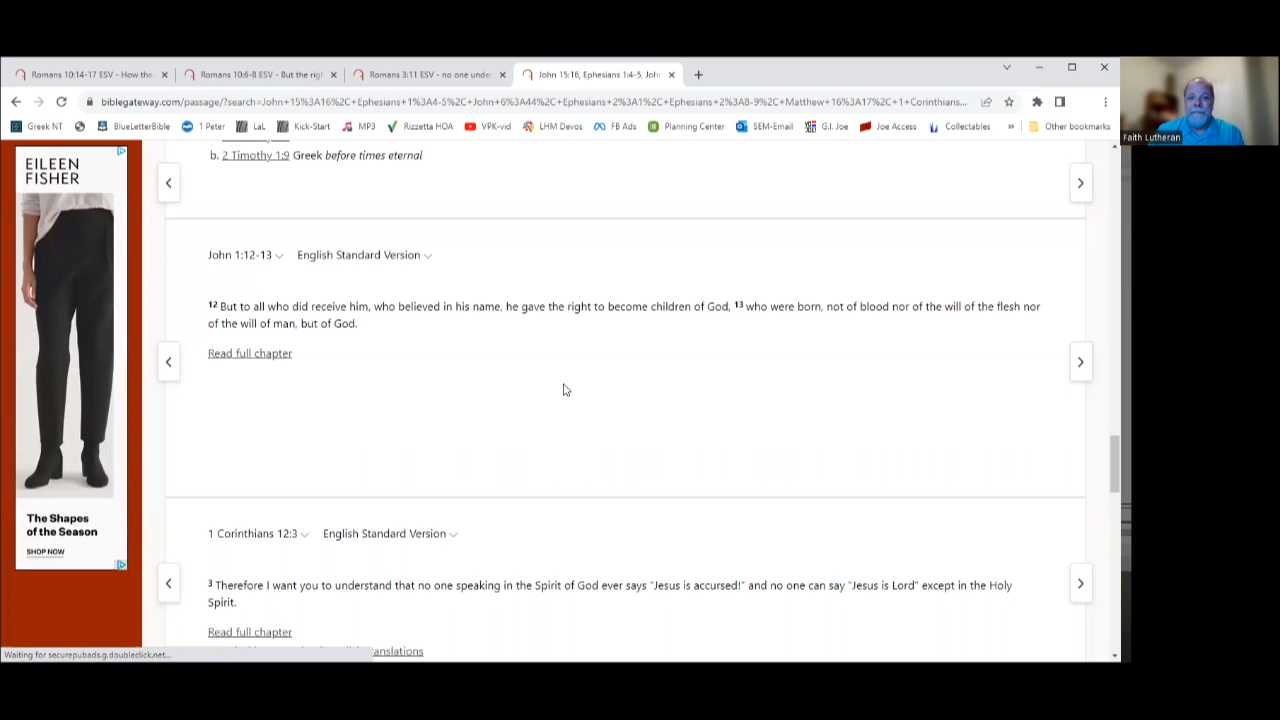 Romans 10:14-17 ESV - How the
Romans 10:6-8 ESV - But the rig
Romans 3:11 ESV - no one unde
John 15:16, Ephesians 1:4-5, Joh
biblegateway.com/passage/?search=John+15%3A16%2C+Ephesians+1%3A4-5%2C+John+6%3A44%2C+Ephesians+2%3A1%2C+Ephesians+2%3A8-9%2C+Matthew+16%3A17%2C+1+Corinthians...
Greek NT
BlueLetterBible
1 Peter
LaL
Kick-Start
MP3
Rizzetta HOA
VPK-vid
LHM Devos
FB Ads
Planning Center
SEM-Email
G.I. Joe
Joe Access
Collectables
»
Other bookmarks
Faith Lutheran
EILEEN
FISHER
The Shapes
of the Season
SHOP NOW
b. 2 Timothy 1:9 Greek before times eternal
John 1:12-13 English Standard Version
12 But to all who did receive him, who believed in his name, he gave the right to become children of God, 13 who were born, not of blood nor of the will of the flesh nor
of the will of man, but of God.
Read full chapter
1 Corinthians 12:3 English Standard Version
3 Therefore I want you to understand that no one speaking in the Spirit of God ever says “Jesus is accursed!” and no one can say “Jesus is Lord” except in the Holy
Spirit.
Read full chapter
anslations
Waiting for securepubads.g.doubleclick.net...